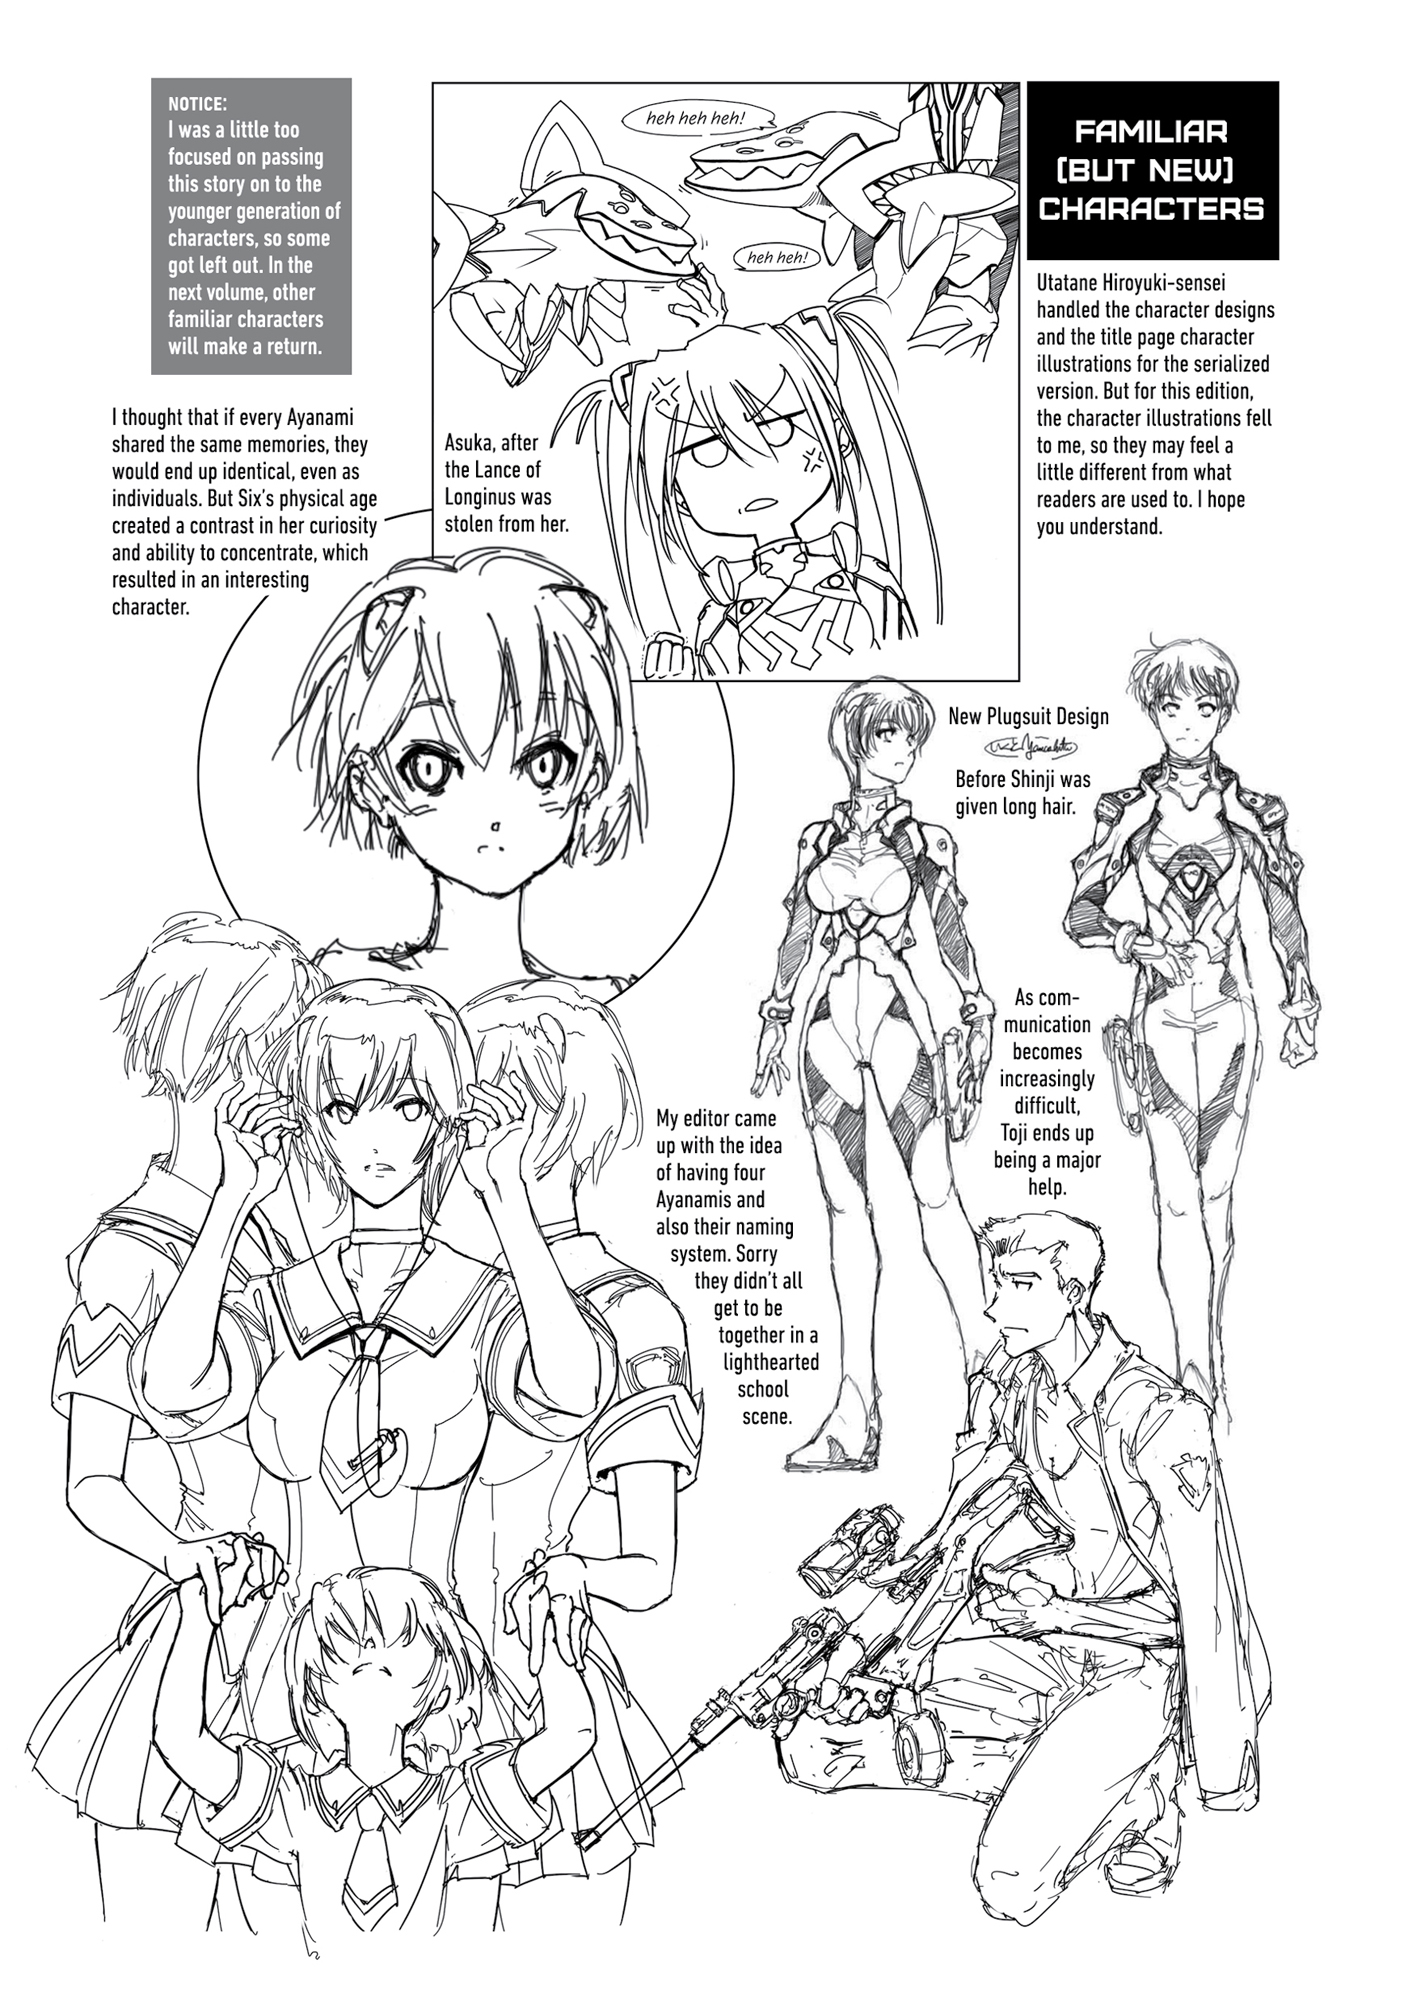 NOTICE:
I was a little too
focused on passing
this story on to the
younger generation of
characters, so some
got left out. In the
next volume, other
familiar characters
will make a return.
heh heh heh!
heh heh!
FAMILIAR
(BUT NEW)
CHARACTERS
Utatane Hiroyuki-sensei
handled the character designs
and the title page character
illustrations for the serialized
version. But for this edition,
the character illustrations fell
to me, so they may feel a
little different from what
readers are used to. I hope
you understand.
I thought that if every Ayanami
shared the same memories, they
would end up identical, even as
individuals. But Six's physical age
created a contrast in her curiosity
and ability to concentrate, which
resulted in an interesting
character.
Asuka, after
the Lance of
Longinus was
stolen from her.
New Plugsuit Design
Before Shinji was
given long hair.
As com-
munication
becomes
increasingly
difficult,
Toji ends up
being a major
help.
My editor came
up with the idea
of having four
Ayanamis and
also their naming
system. Sorry
they didn't all
get to be
together in a
lighthearted
school
scene.